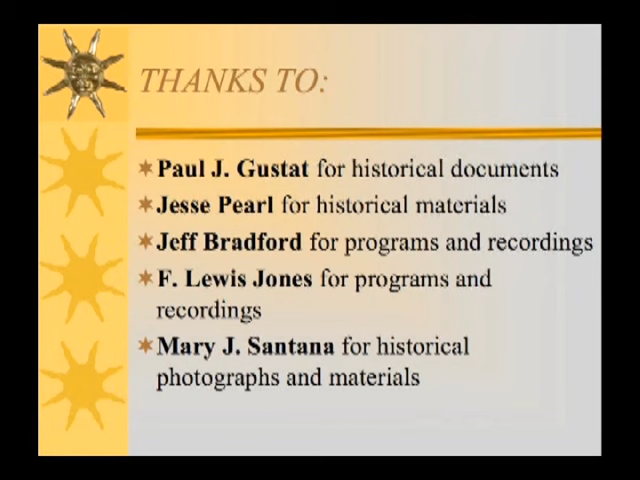 THANKS TO:
Paul J. Gustat for historical documents
Jesse Pearl for historical materials
Jeff Bradford for programs and recordings
F. Lewis Jones for programs and
recordings
Mary J. Santana for historical
photographs and materials